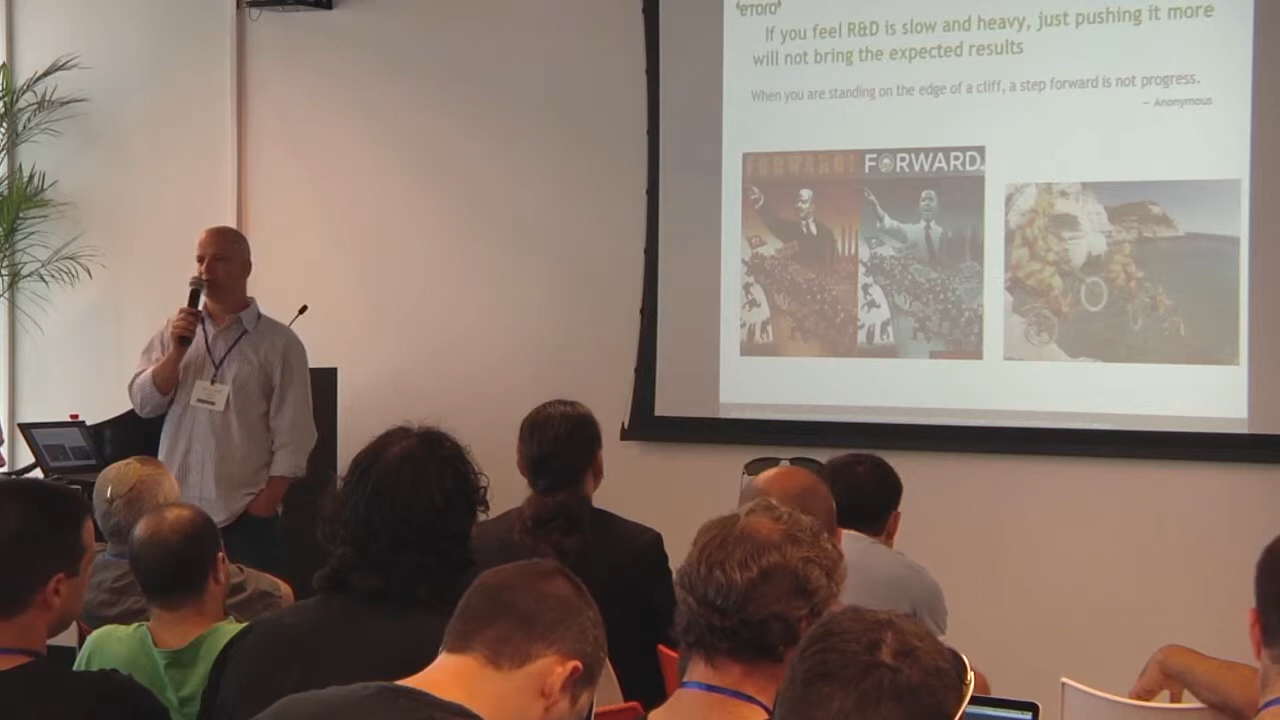 'eToro'
If you feel R&D is slow and heavy, just pushing it more
will not bring the expected results
When you are standing on the edge of a cliff, a step forward is not progress.
– Anonymous
FORWARD!
FORWARD.